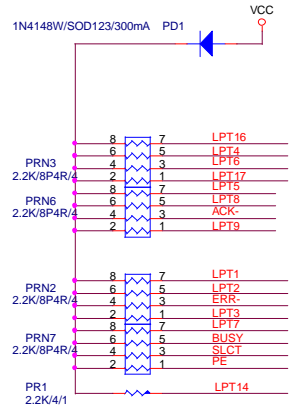 VCC
1N4148W/SOD123/300mA PD1
8 7 LPT16
6 5 LPT4
PRN3 4 3 LPT6
2.2K/8P4R/4 2 1 LPT17
8 7 LPT5
PRN6 6 5 LPT8
2.2K/8P4R/4 4 3 ACK-
2 1 LPT9
8 7 LPT1
6 5 LPT2
PRN2 4 3 ERR-
2.2K/8P4R/4 2 1 LPT3
8 7 LPT7
PRN7 6 5 BUSY
2.2K/8P4R/4 4 3 SLCT
2 1 PE
PR1 LPT14
2.2K/4/1